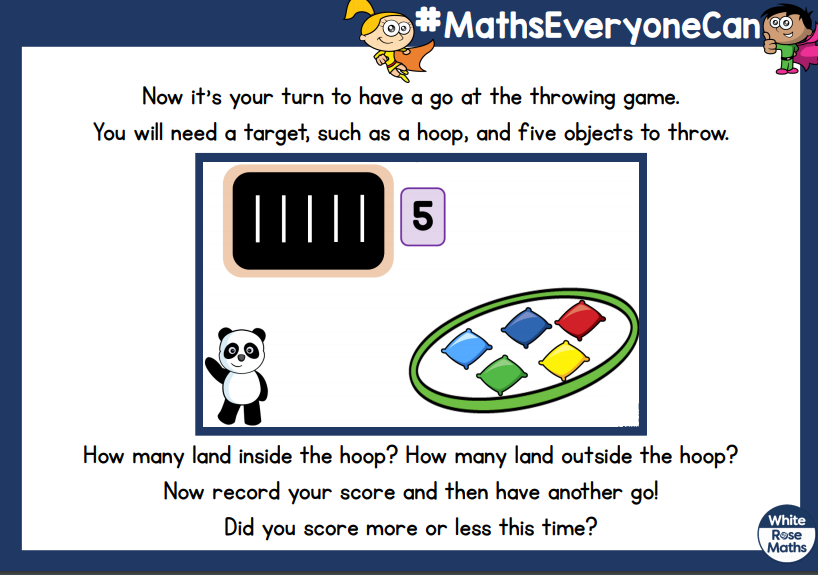 #MathsEveryoneCan
Now it's your turn to have a go at the throwing game.
You will need a target, such as a hoop, and five objects to throw.
5
How many land inside the hoop? How many land outside the hoop?
Now record your score and then have another go!
Did you score more or less this time?
White
Rose
Maths